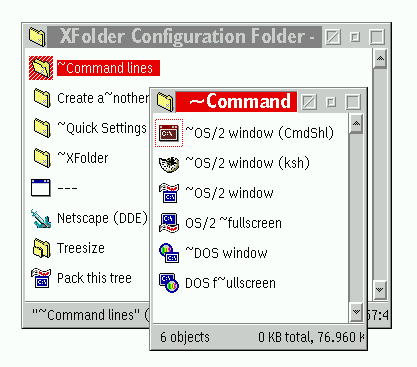 XFolder Configuration Folder -
~Command lines
Create a~nother
~Quick Settings
~XFolder
---
Netscape (DDE)
Treesize
Pack this tree
"~Command lines" (
57:4
~Command
~OS/2 window (CmdShl)
~OS/2 window (ksh)
~OS/2 window
OS/2 ~fullscreen
~DOS window
DOS f~ullscreen
6 objects 0 KB total, 76.960 K